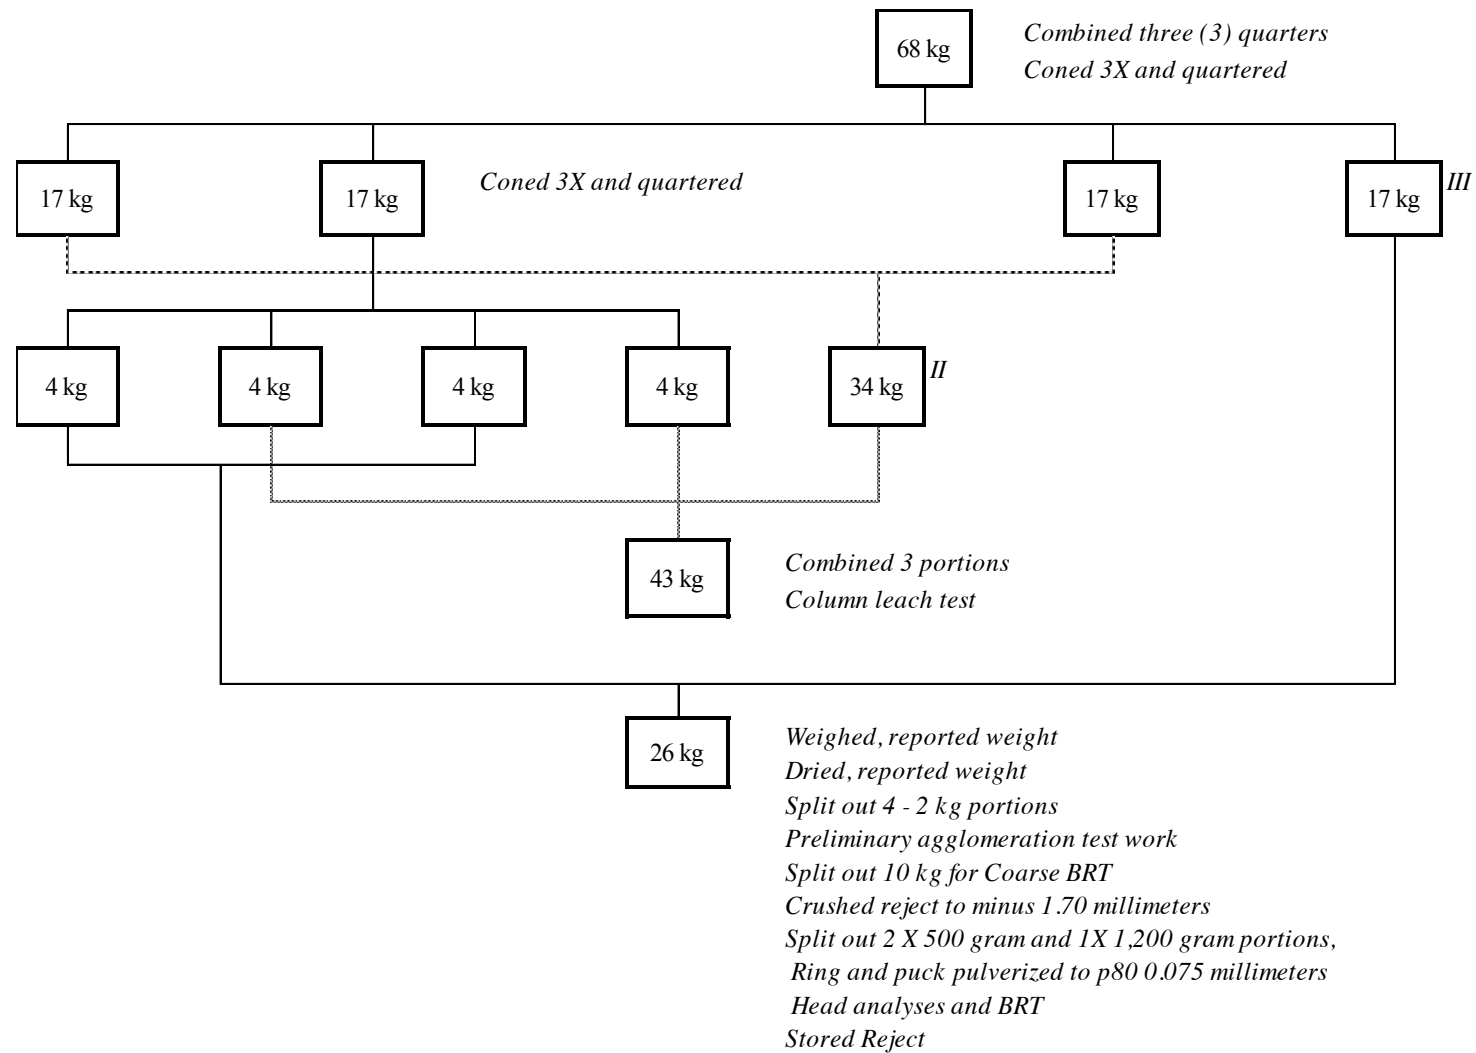 68 kg
Combined three (3) quarters
Coned 3X and quartered
17 kg
17 kg
Coned 3X and quartered
17 kg
17 kg
III
4 kg
4 kg
4 kg
4 kg
34 kg
II
43 kg
Combined 3 portions
Column leach test
26 kg
Weighed, reported weight
Dried, reported weight
Split out 4 - 2 kg portions
Preliminary agglomeration test work
Split out 10 kg for Coarse BRT
Crushed reject to minus 1.70 millimeters
Split out 2 X 500 gram and 1X 1,200 gram portions,
Ring and puck pulverized to p80 0.075 millimeters
Head analyses and BRT
Stored Reject